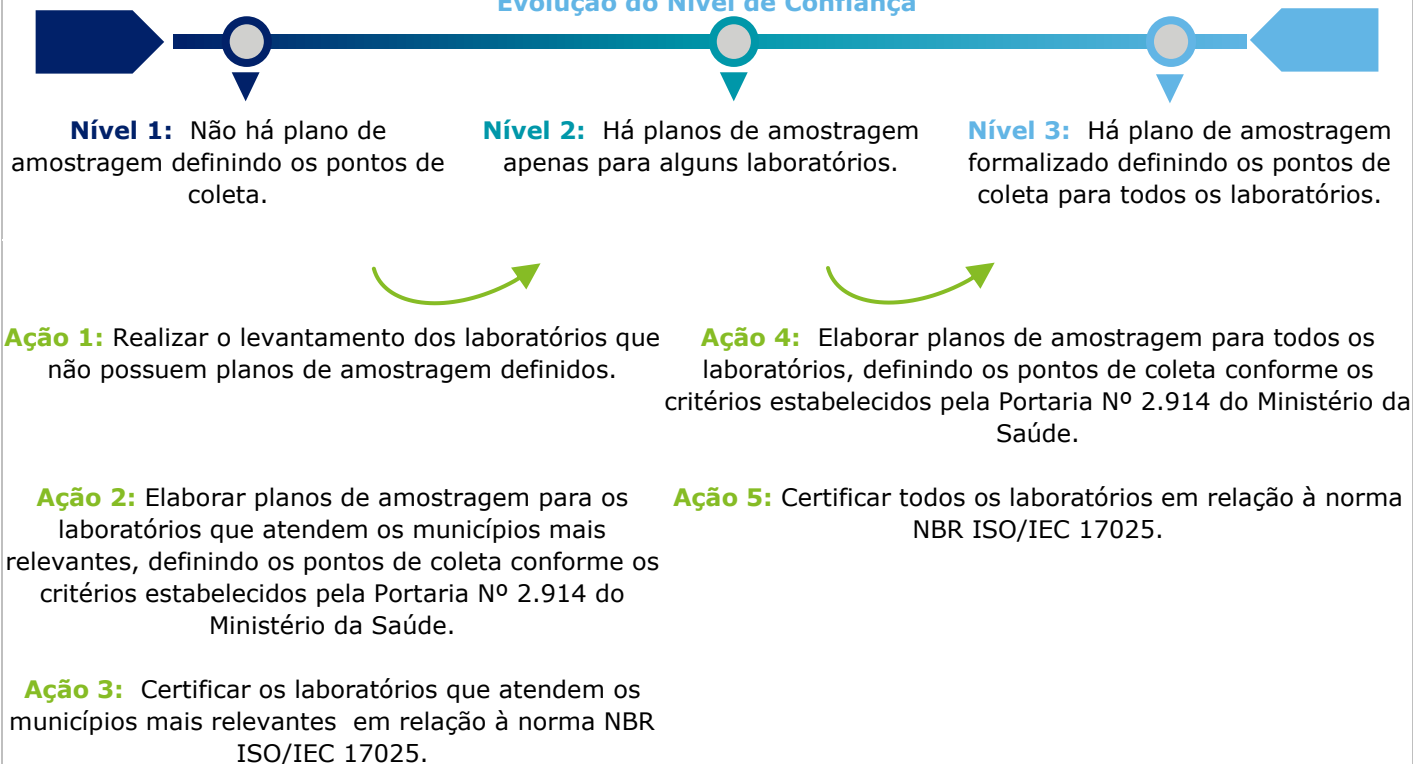 Evolução do Nível de Confiança
Nível 1: Não há plano de
amostragem definindo os pontos de
coleta.
Nível 2: Há planos de amostragem
apenas para alguns laboratórios.
Nível 3: Há plano de amostragem
formalizado definindo os pontos de
coleta para todos os laboratórios.
Ação 1: Realizar o levantamento dos laboratórios que
não possuem planos de amostragem definidos.
Ação 2: Elaborar planos de amostragem para os
laboratórios que atendem os municípios mais
relevantes, definindo os pontos de coleta conforme os
critérios estabelecidos pela Portaria Nº 2.914 do
Ministério da Saúde.
Ação 3: Certificar os laboratórios que atendem os
municípios mais relevantes em relação à norma NBR
ISO/IEC 17025.
Ação 4: Elaborar planos de amostragem para todos os
laboratórios, definindo os pontos de coleta conforme os
critérios estabelecidos pela Portaria Nº 2.914 do Ministério da
Saúde.
Ação 5: Certificar todos os laboratórios em relação à norma
NBR ISO/IEC 17025.